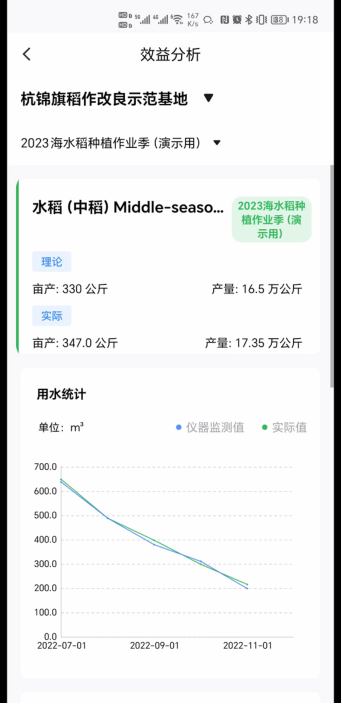 167 K/s 88 19:18
效益分析
杭锦旗稻作改良示范基地
2023海水稻种植作业季 (演示用)
水稻 (中稻) Middle-seaso...
2023海水稻种
植作业季 (演
示用)
理论
亩产: 330 公斤 产量: 16.5 万公斤
实际
亩产: 347.0 公斤 产量: 17.35 万公斤
用水统计
单位: m³ 仪器监测值 实际值
700.0
600.0
500.0
400.0
300.0
200.0
100.0
0.0
2022-07-01 2022-09-01 2022-11-01